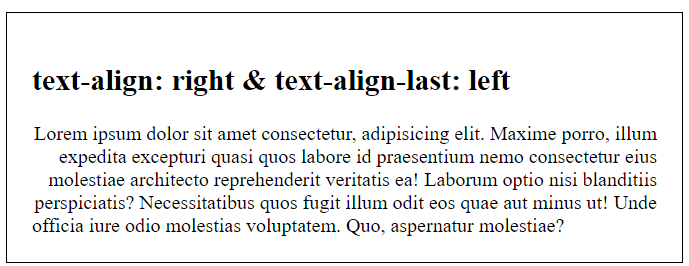 text-align: right & text-align-last: left
Lorem ipsum dolor sit amet consectetur, adipisicing elit. Maxime porro, illum
expedita excepturi quasi quos labore id praesentium nemo consectetur eius
molestiae architecto reprehenderit veritatis ea! Laborum optio nisi blanditiis
perspiciatis? Necessitatibus quos fugit illum odit eos quae aut minus ut! Unde
officia iure odio molestias voluptatem. Quo, aspernatur molestiae?